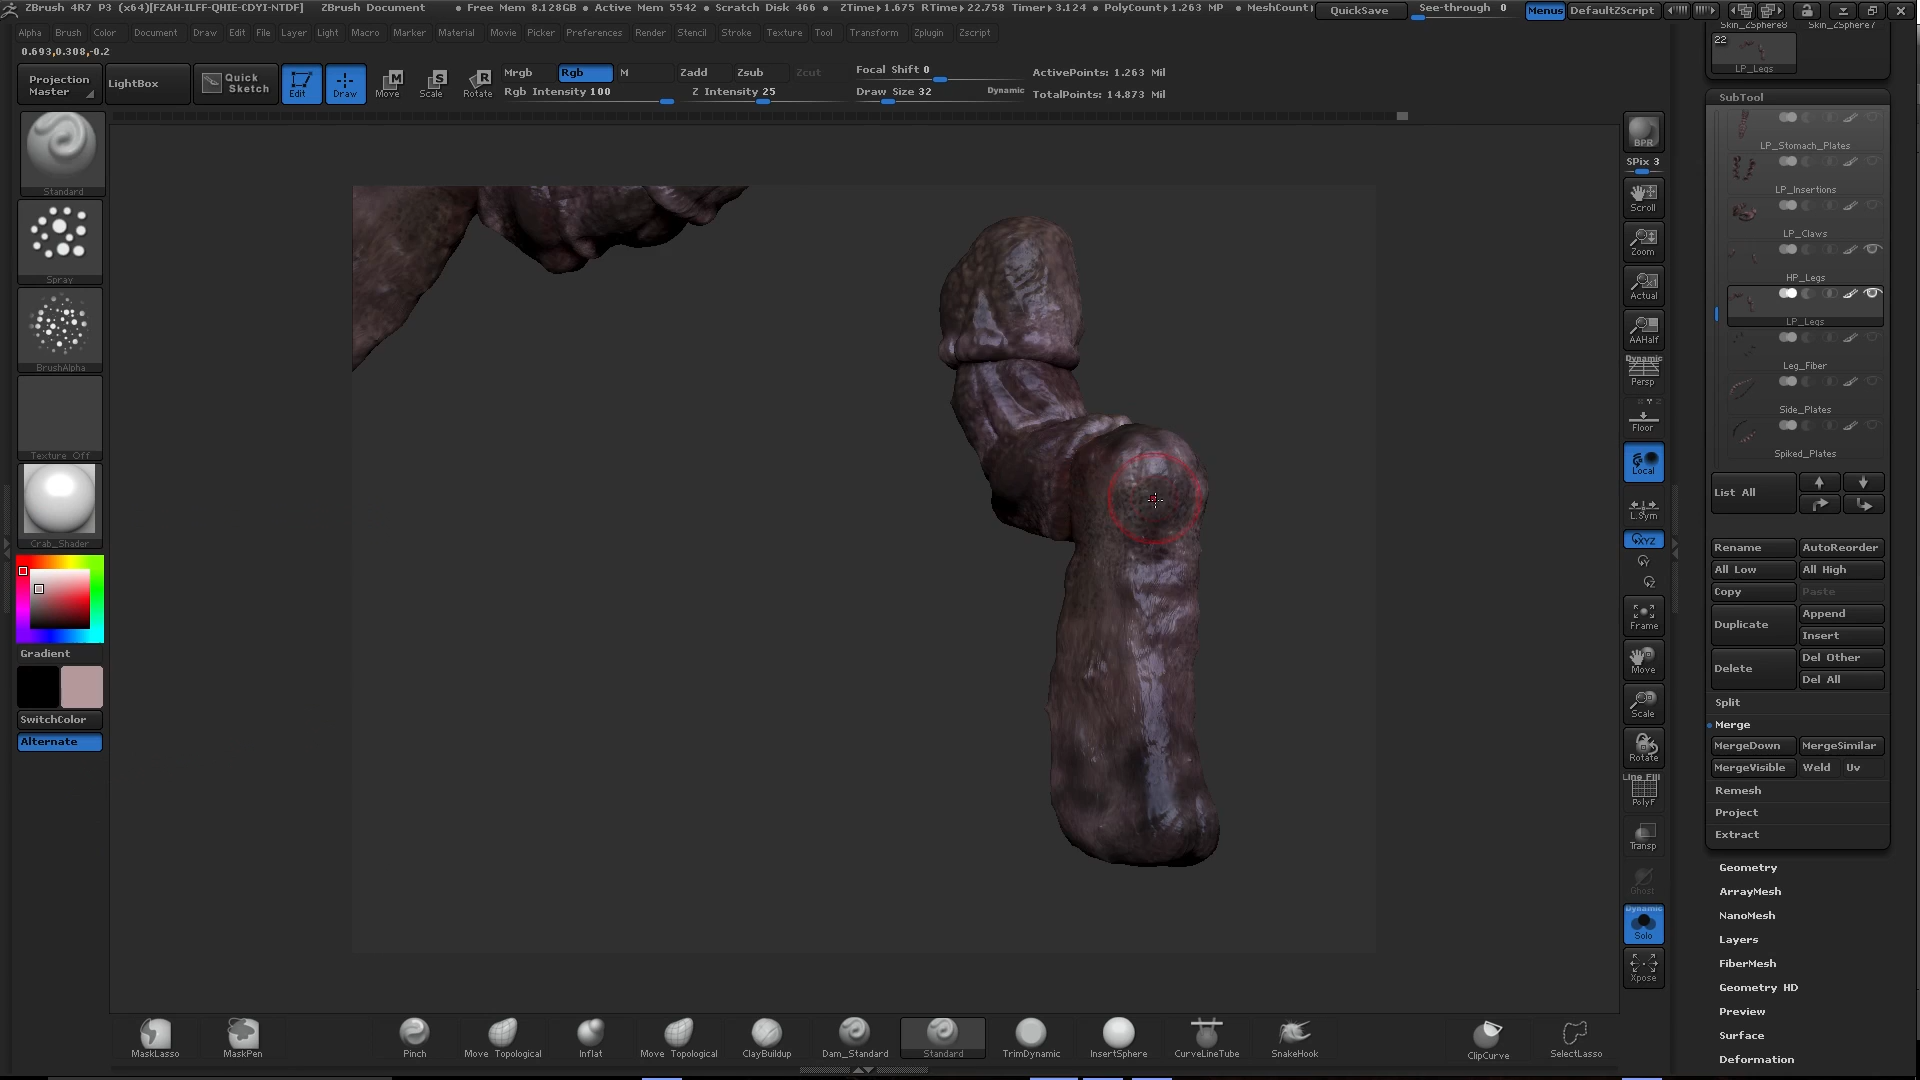 ZBrush 4R7 P3 (x64)[FZAH-ILFF-QHIE-CDYI-NTDF] ZBrush Document • Free Mem 8.128GB • Active Mem 5542 • Scratch Disk 466 • ZTime▸1.675 RTime▸22.758 Timer▸3.124 • PolyCount▸1.263 MP • MeshCount▸ QuickSave See-through 0 Menus DefaultZScript
Alpha Brush Color Document Draw Edit File Layer Light Macro Marker Material Movie Picker Preferences Render Stencil Stroke Texture Tool Transform Zplugin Zscript
0.693,0.308,-0.2
Projection Master
LightBox
Quick Sketch
Edit
Draw
Move
Scale
Rotate
Mrgb Rgb M Zadd Zsub Zcut
Rgb Intensity 100 Z Intensity 25
Focal Shift 0
Draw Size 32 Dynamic
ActivePoints: 1.263 Mil
TotalPoints: 14.873 Mil
Standard
Spray
BrushAlpha
Texture Off
Crab_Shader
Gradient
SwitchColor
Alternate
BPR
SPix 3
Scroll
Zoom
Actual
AAHalf
Dynamic
Persp
Floor
Local
L.Sym
XYZ
Frame
Move
Scale
Rotate
Line Fill
PolyF
Transp
Ghost
Dynamic
Solo
Xpose
Skin_ZSphere8 Skin_ZSphere7
22
LP_Legs
SubTool
LP_Stomach_Plates
LP_Insertions
LP_Claws
HP_Legs
LP_Legs
Leg_Fiber
Side_Plates
Spiked_Plates
List All
Rename AutoReorder
All Low All High
Copy Paste
Duplicate Append
Insert
Delete Del Other
Del All
Split
Merge
MergeDown MergeSimilar
MergeVisible Weld Uv
Remesh
Project
Extract
Geometry
ArrayMesh
NanoMesh
Layers
FiberMesh
Geometry HD
Preview
Surface
Deformation
MaskLasso MaskPen Pinch Move Topological Inflat Move Topological ClayBuildup Dam_Standard Standard TrimDynamic InsertSphere CurveLineTube SnakeHook ClipCurve SelectLasso